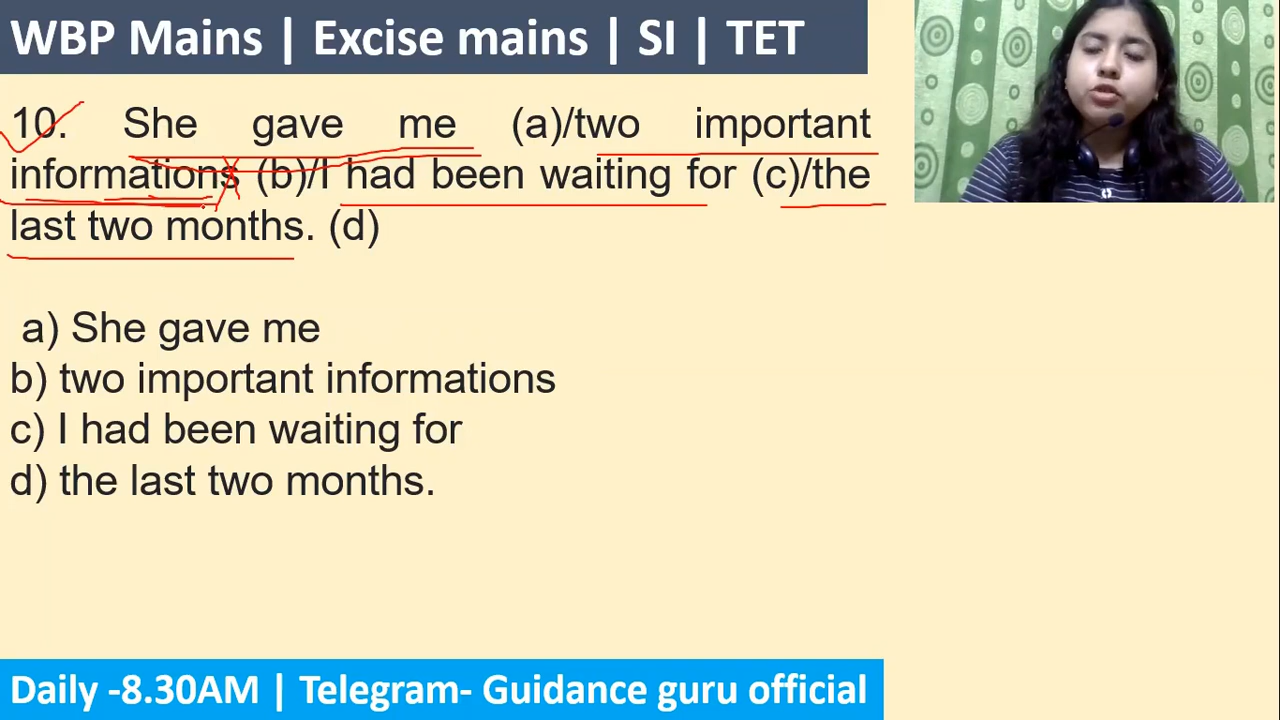 WBP Mains | Excise mains | SI | TET
10. She gave me (a)/two important
informations (b)/I had been waiting for (c)/the
last two months. (d)
a) She gave me
b) two important informations
c) I had been waiting for
d) the last two months.
Daily -8.30AM | Telegram- Guidance guru official